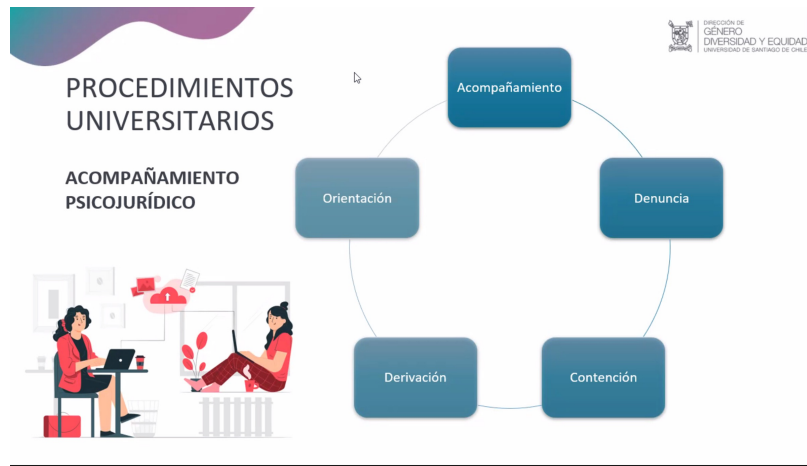 DIRECCIÓN DE
GÉNERO
DIVERSIDAD Y EQUIDAD
UNIVERSIDAD DE SANTIAGO DE CHILE
PROCEDIMIENTOS
UNIVERSITARIOS
ACOMPAÑAMIENTO
PSICOJURÍDICO
Acompañamiento
Denuncia
Contención
Derivación
Orientación